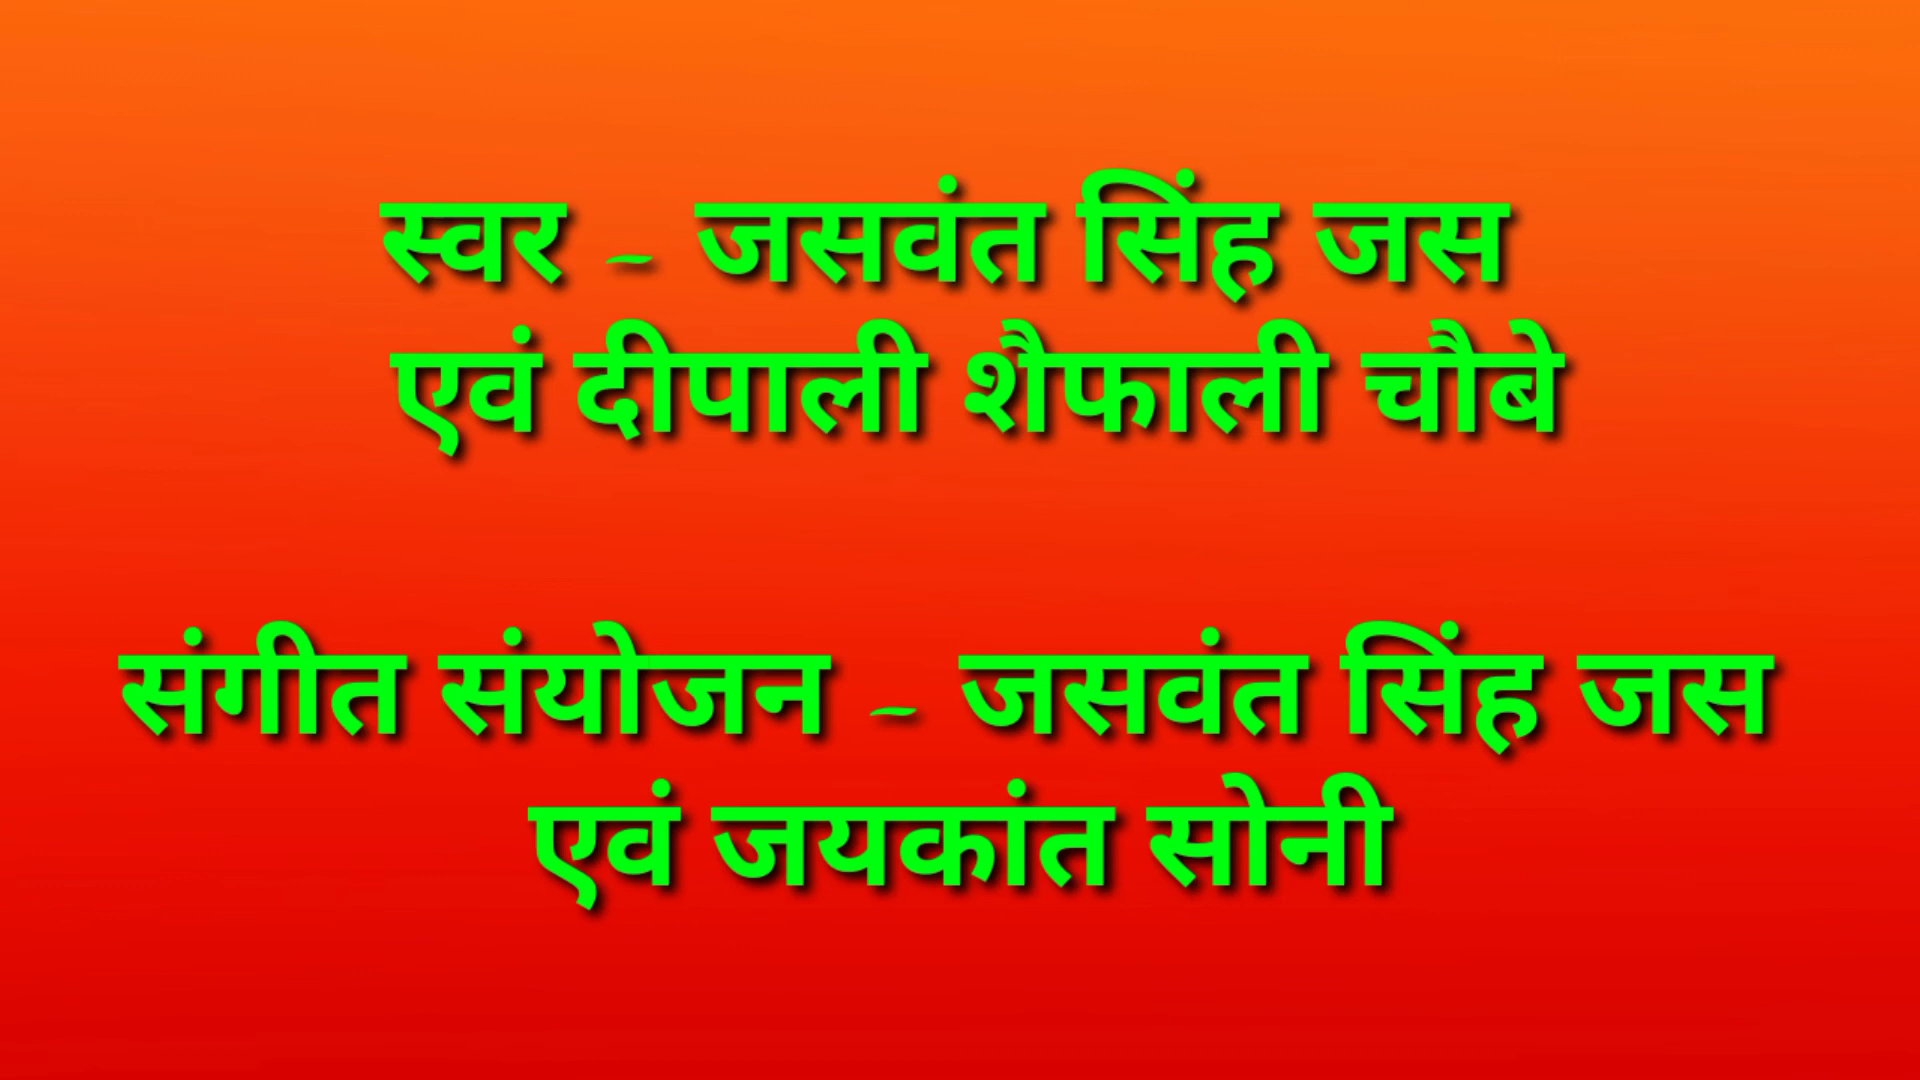 स्वर - जसवंत सिंह जस
एवं दीपाली शैफाली चौबे
संगीत संयोजन - जसवंत सिंह जस
एवं जयकांत सोनी